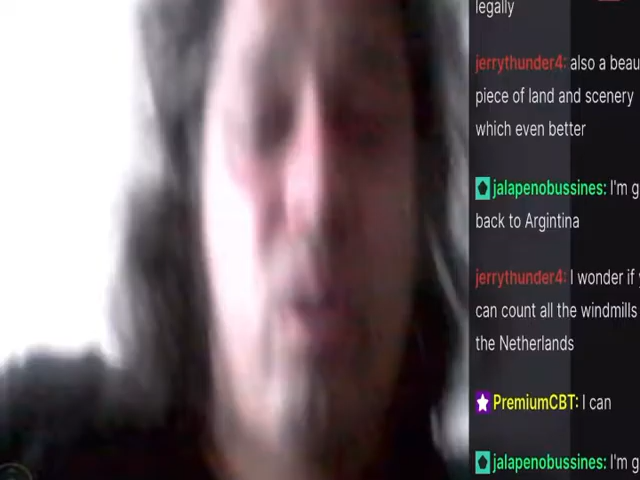 legally
jerrythunder4: also a beau
piece of land and scenery
which even better
jalapenobussines: I'm g
back to Argintina
jerrythunder4: I wonder if
can count all the windmills
the Netherlands
PremiumCBT: I can
jalapenobussines: I'm g